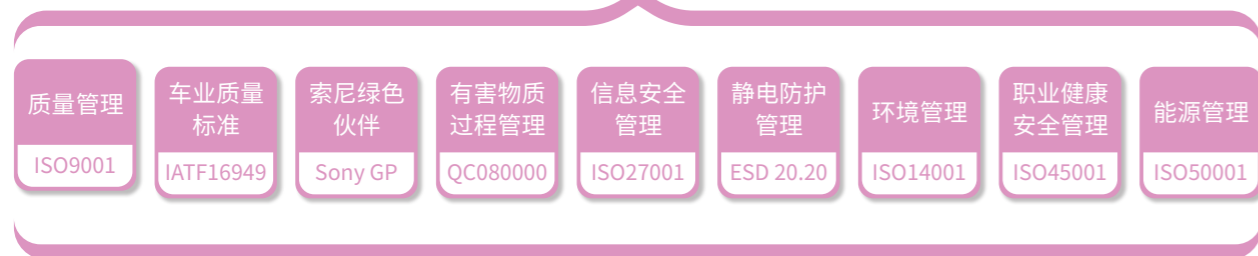 质量管理
ISO9001
车业质量
标准
IATF16949
索尼绿色
伙伴
Sony GP
有害物质
过程管理
QC080000
信息安全
管理
ISO27001
静电防护
管理
ESD 20.20
环境管理
ISO14001
职业健康
安全管理
ISO45001
能源管理
ISO50001